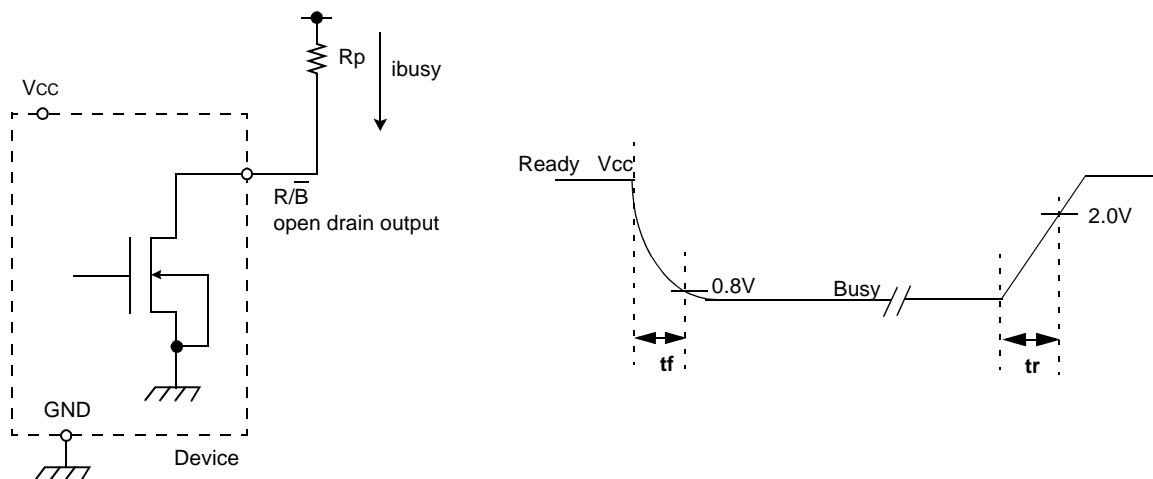 Rp
ibusy
VCC
R/B̅
open drain output
GND
Device
Ready Vcc
2.0V
0.8V
Busy
tf
tr